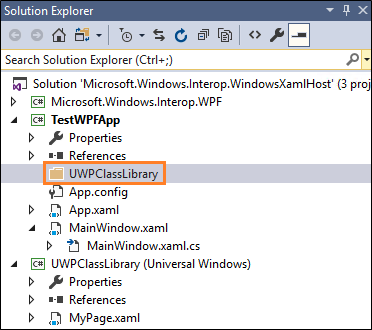 Solution Explorer
Search Solution Explorer (Ctrl+;)
Solution 'Microsoft.Windows.Interop.WindowsXamlHost' (3 proj
C# Microsoft.Windows.Interop.WPF
C# TestWPFApp
Properties
References
UWPClassLibrary
App.config
App.xaml
MainWindow.xaml
MainWindow.xaml.cs
C# UWPClassLibrary (Universal Windows)
Properties
References
MyPage.xaml